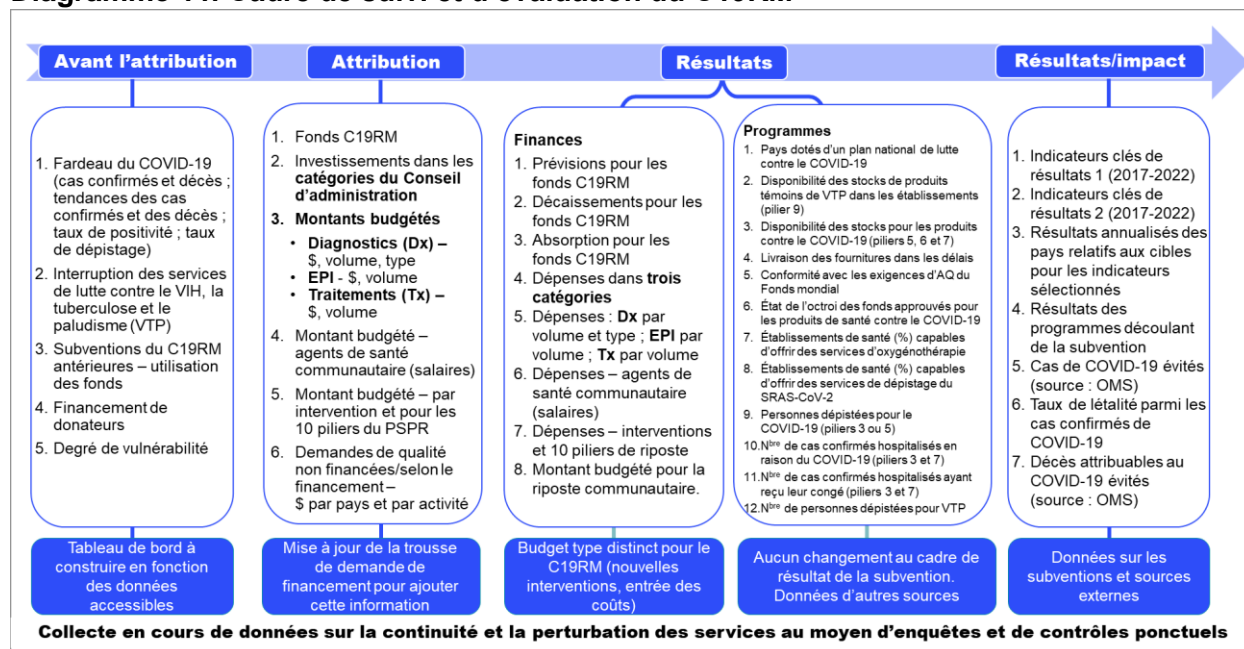 Avant l'attribution
Attribution
Résultats
Résultats/impact
1. Fardeau du COVID-19
(cas confirmés et décès ;
tendances des cas
confirmés et des décès ;
taux de positivité ; taux
de dépistage)
2. Interruption des services
de lutte contre le VIH, la
tuberculose et le
paludisme (VTP)
3. Subventions du C19RM
antérieures – utilisation
des fonds
4. Financement de
donateurs
5. Degré de vulnérabilité
Tableau de bord à
construire en fonction
des données
accessibles
1. Fonds C19RM
2. Investissements dans les
catégories du Conseil
d'administration
3. Montants budgétés
• Diagnostics (Dx) –
$, volume, type
• EPI - $, volume
• Traitements (Tx) –
$, volume
4. Montant budgété –
agents de santé
communautaire (salaires)
5. Montant budgété – par
intervention et pour les
10 piliers du PSPR
6. Demandes de qualité
non financées/selon le
financement –
$ par pays et par activité
Mise à jour de la trousse
de demande de
financement pour ajouter
cette information
Finances
1. Prévisions pour les
fonds C19RM
2. Décaissements pour les
fonds C19RM
3. Absorption pour les
fonds C19RM
4. Dépenses dans trois
catégories
5. Dépenses : Dx par
volume et type ; EPI par
volume ; Tx par volume
6. Dépenses – agents de
santé communautaire
(salaires)
7. Dépenses – interventions
et 10 piliers de riposte
8. Montant budgété pour la
riposte communautaire.
Budget type distinct pour le
C19RM (nouvelles
interventions, entrée des
coûts)
Programmes
1. Pays dotés d'un plan national de lutte
contre le COVID-19
2. Disponibilité des stocks de produits
témoins de VTP dans les établissements
(pilier 9)
3. Disponibilité des stocks pour les produits
contre le COVID-19 (piliers 5, 6 et 7)
4. Livraison des fournitures dans les délais
5. Conformité avec les exigences d'AQ du
Fonds mondial
6. État de l'octroi des fonds approuvés pour
les produits de santé contre le COVID-19
7. Établissements de santé (%) capables
d'offrir des services d'oxygénothérapie
8. Établissements de santé (%) capables
d'offrir des services de dépistage du
SRAS-CoV-2
9. Personnes dépistées pour le
COVID-19 (piliers 3 ou 5)
10. Nbre de cas confirmés hospitalisés en
raison du COVID-19 (piliers 3 et 7)
11. Nbre de cas confirmés hospitalisés ayant
reçu leur congé (piliers 3 et 7)
12. Nbre de personnes dépistées pour VTP
Aucun changement au cadre de
résultat de la subvention.
Données d'autres sources
1. Indicateurs clés de
résultats 1 (2017-2022)
2. Indicateurs clés de
résultats 2 (2017-2022)
3. Résultats annualisés des
pays relatifs aux cibles
pour les indicateurs
sélectionnés
4. Résultats des
programmes découlant
de la subvention
5. Cas de COVID-19 évités
(source : OMS)
6. Taux de létalité parmi les
cas confirmés de
COVID-19
7. Décès attribuables au
COVID-19 évités
(source : OMS)
Données sur les
subventions et sources
externes
Collecte en cours de données sur la continuité et la perturbation des services au moyen d'enquêtes et de contrôles ponctuels